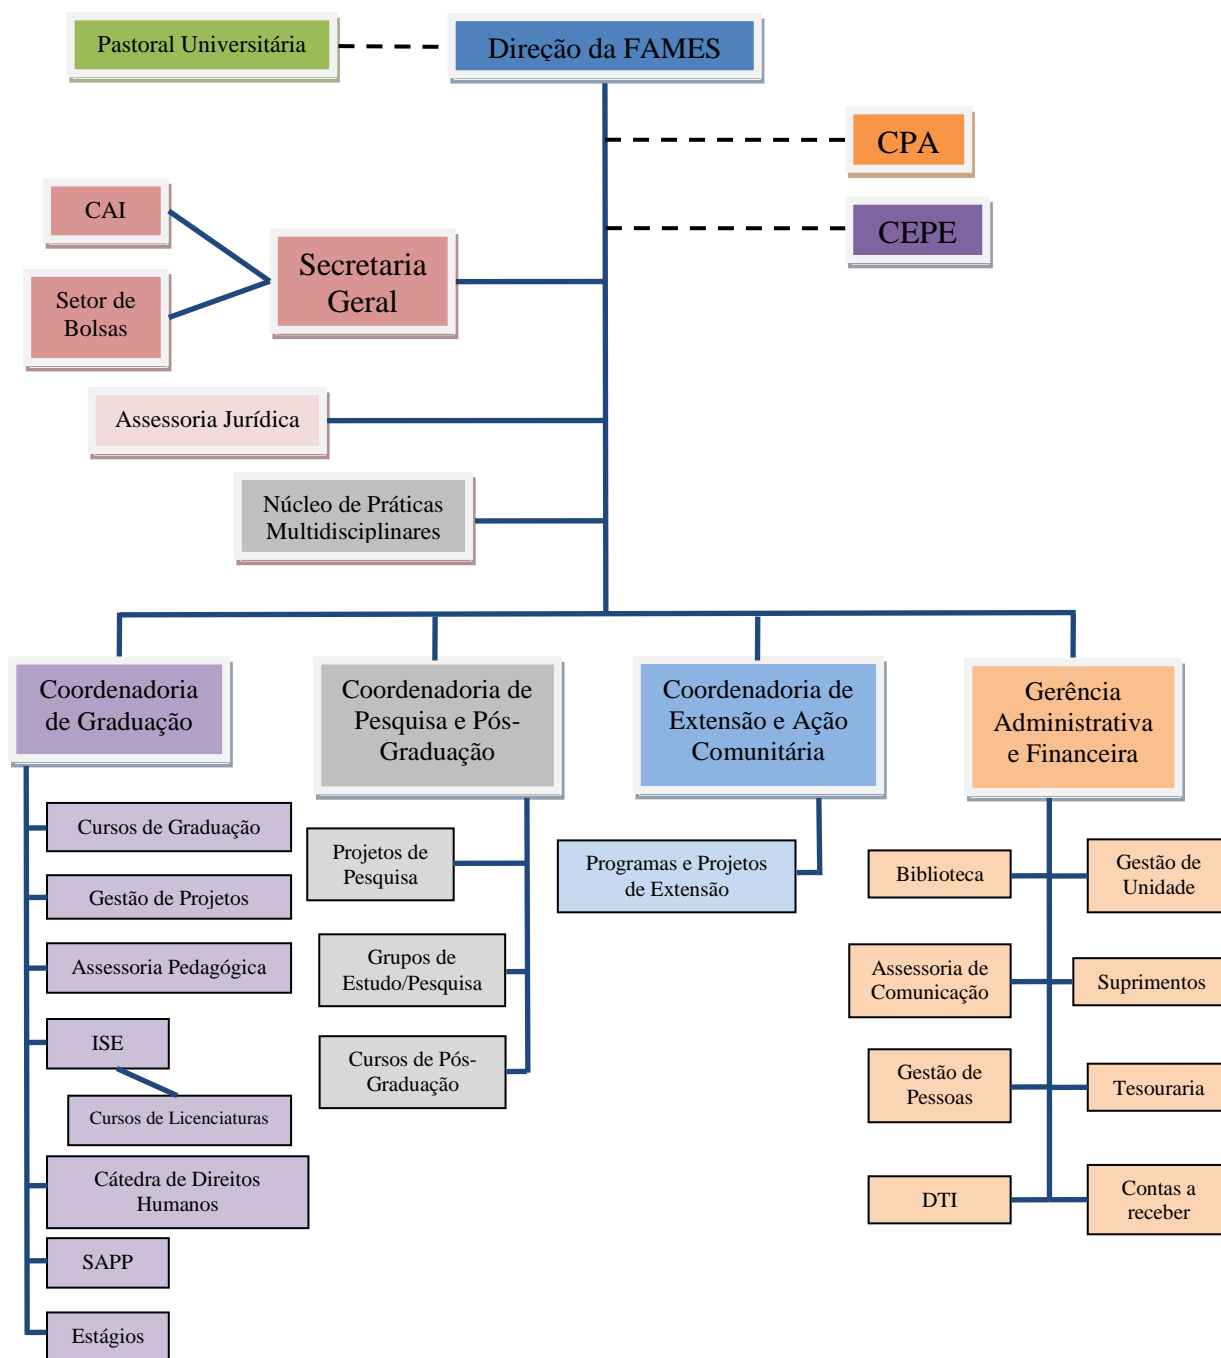 Pastoral Universitária
Direção da FAMES
CPA
CAI
CEPE
Secretaria
Geral
Setor de
Bolsas
Assessoria Jurídica
Núcleo de Práticas
Multidisciplinares
Coordenadoria
de Graduação
Coordenadoria de
Pesquisa e Pós-
Graduação
Coordenadoria de
Extensão e Ação
Comunitária
Gerência
Administrativa
e Financeira
Cursos de Graduação
Gestão de Projetos
Assessoria Pedagógica
ISE
Cursos de Licenciaturas
Cátedra de Direitos
Humanos
SAPP
Estágios
Projetos de
Pesquisa
Grupos de
Estudo/Pesquisa
Cursos de Pós-
Graduação
Programas e Projetos
de Extensão
Biblioteca
Gestão de
Unidade
Assessoria de
Comunicação
Suprimentos
Gestão de
Pessoas
Tesouraria
DTI
Contas a
receber